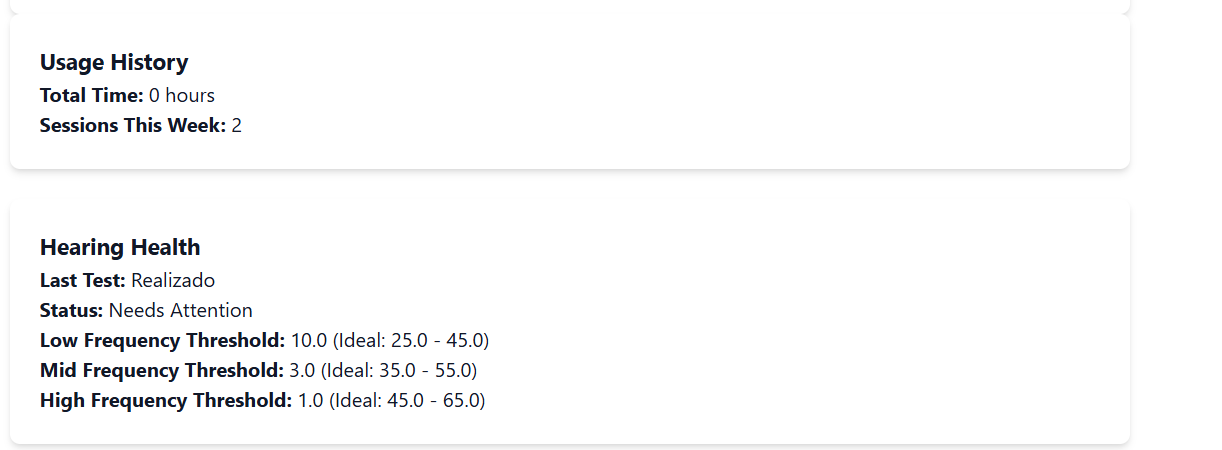 Usage History
Total Time: 0 hours
Sessions This Week: 2
Hearing Health
Last Test: Realizado
Status: Needs Attention
Low Frequency Threshold: 10.0 (Ideal: 25.0 - 45.0)
Mid Frequency Threshold: 3.0 (Ideal: 35.0 - 55.0)
High Frequency Threshold: 1.0 (Ideal: 45.0 - 65.0)